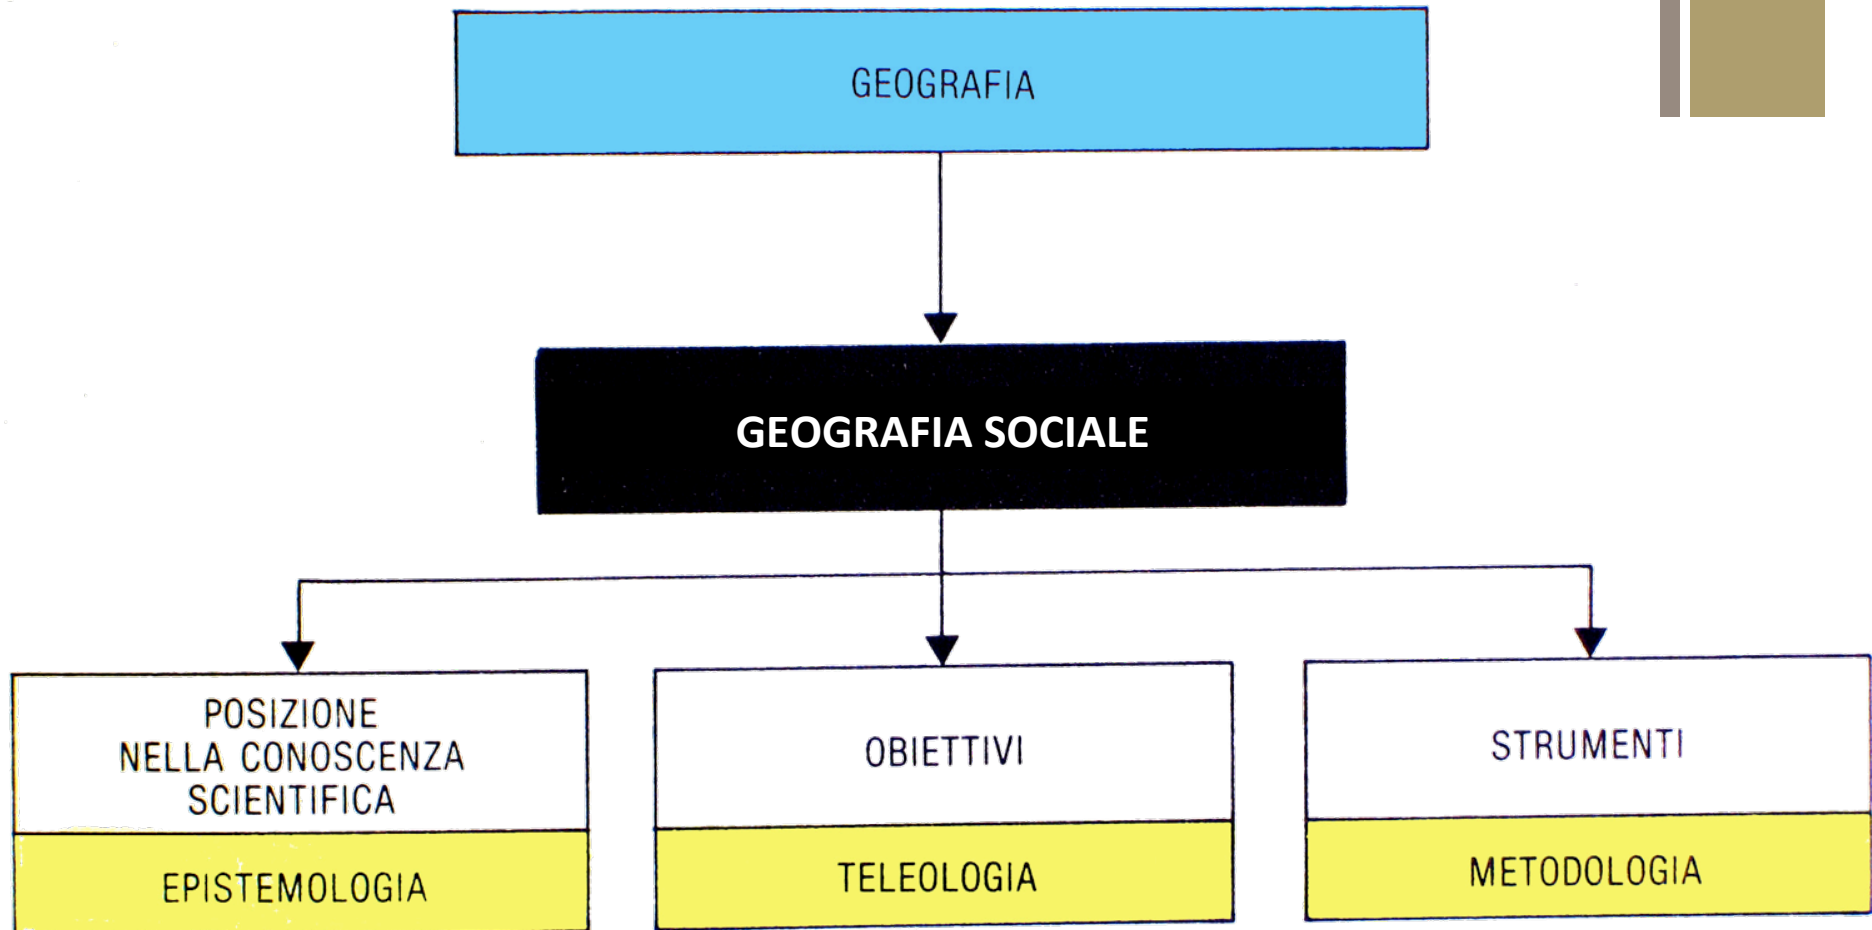 GEOGRAFIA
GEOGRAFIA SOCIALE
POSIZIONE
NELLA CONOSCENZA
SCIENTIFICA
EPISTEMOLOGIA
OBIETTIVI
TELEOLOGIA
STRUMENTI
METODOLOGIA